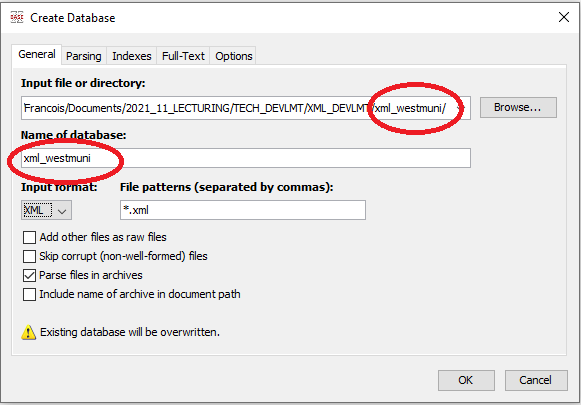 Create Database
General Parsing Indexes Full-Text Options
Input file or directory:
Francois/Documents/2021_11_LECTURING/TECH_DEVLMT/XML_DEVLMT/xml_westmuni/ Browse...
Name of database:
xml_westmuni
Input format: File patterns (separated by commas):
XML *.xml
Add other files as raw files
Skip corrupt (non-well-formed) files
Parse files in archives
Include name of archive in document path
Existing database will be overwritten.
OK Cancel